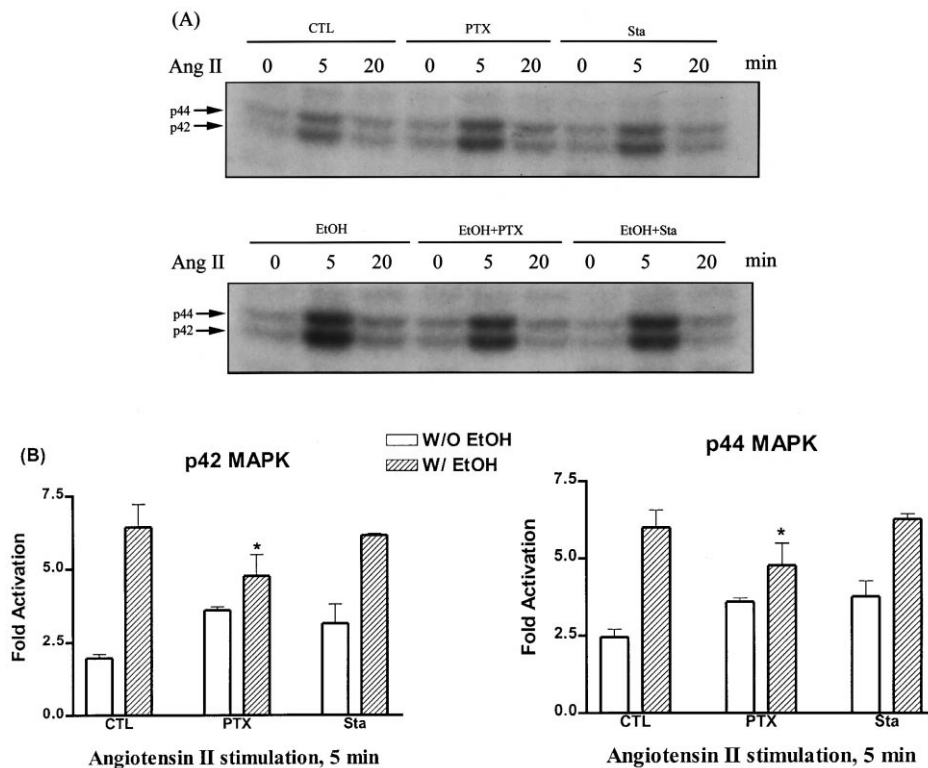 (A)
CTL PTX Sta
Ang II 0 5 20 0 5 20 0 5 20 min
p44
p42
EtOH EtOH+PTX EtOH+Sta
Ang II 0 5 20 0 5 20 0 5 20 min
p44
p42
(B)
p42 MAPK
W/O EtOH
W/ EtOH
p44 MAPK
Fold Activation
7.5
5.0
2.5
0.0
*
CTL PTX Sta
Angiotensin II stimulation, 5 min
Fold Activation
7.5
5.0
2.5
0.0
*
CTL PTX Sta
Angiotensin II stimulation, 5 min